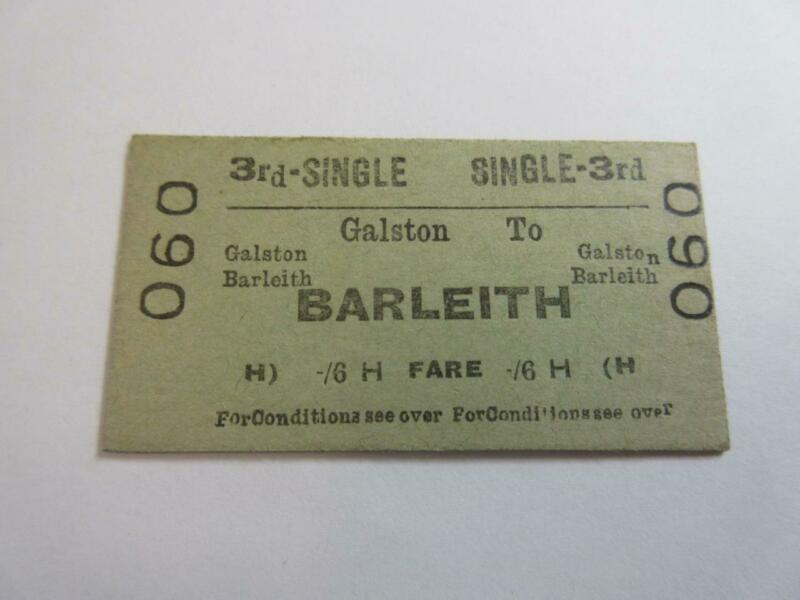 3rd-SINGLE SINGLE-3rd
Galston To
Galston Galston
Barleith Barleith
BARLEITH
H) -/6 H FARE -/6 H (H
ForConditions see over ForConditions see over
060 060